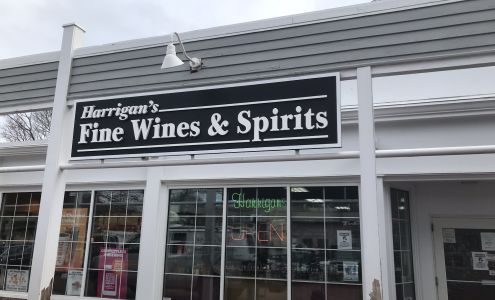 Harrigan's
Fine Wines & Spirits
Harrigan's
OPEN